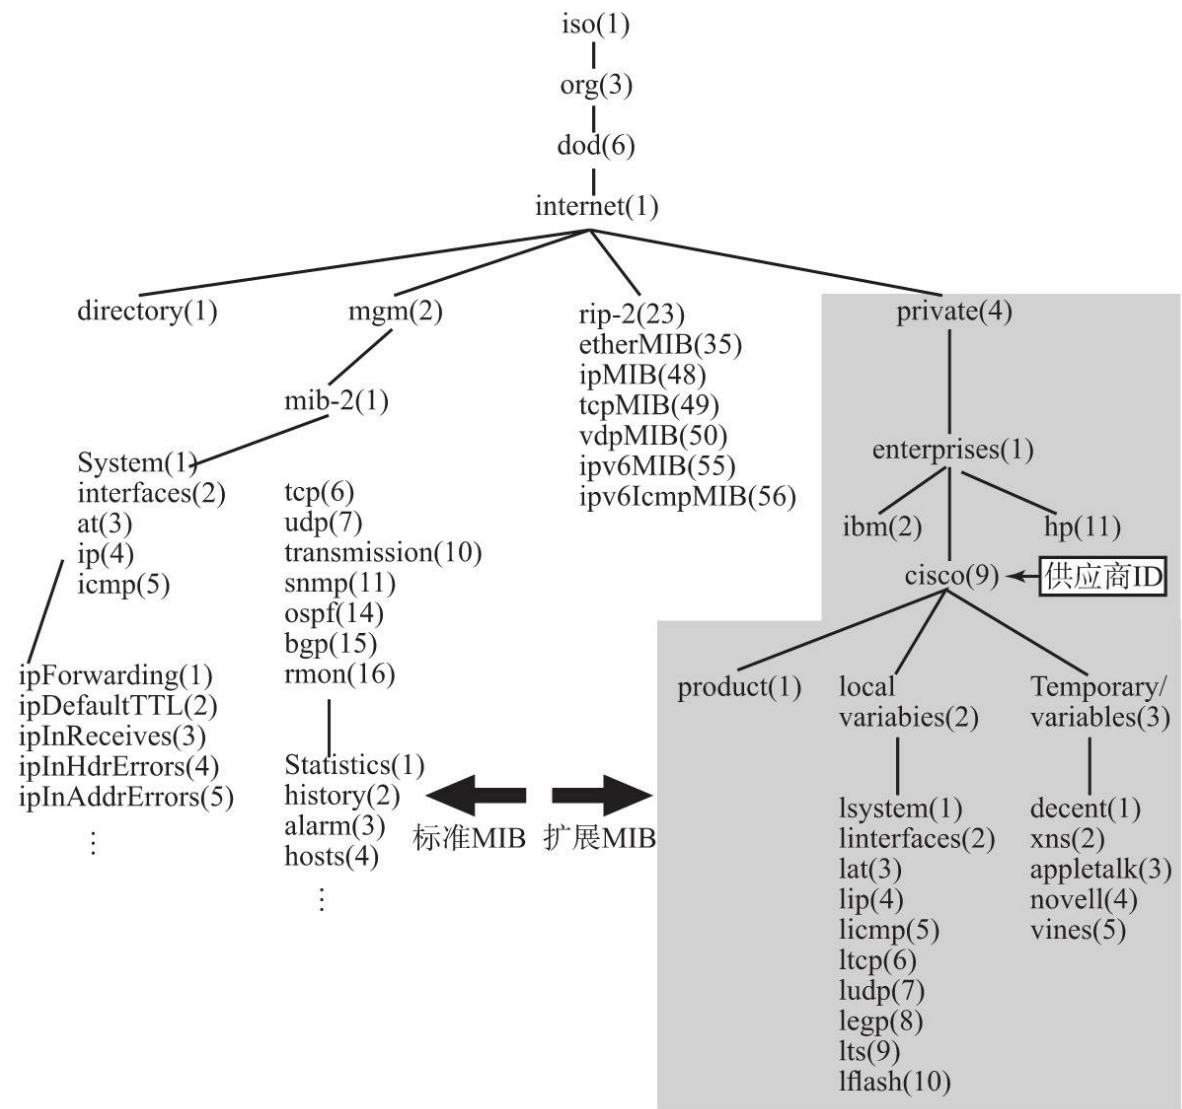 iso(1)
org(3)
dod(6)
internet(1)
directory(1)
mgm(2)
mib-2(1)
System(1)
interfaces(2)
at(3)
ip(4)
icmp(5)
ipForwarding(1)
ipDefaultTTL(2)
ipInReceives(3)
ipInHdrErrors(4)
ipInAddrErrors(5)
⋮
tcp(6)
udp(7)
transmission(10)
snmp(11)
ospf(14)
bgp(15)
rmon(16)
Statistics(1)
history(2)
alarm(3)
hosts(4)
⋮
标准MIB
扩展MIB
rip-2(23)
etherMIB(35)
ipMIB(48)
tcpMIB(49)
vdpMIB(50)
ipv6MIB(55)
ipv6IcmpMIB(56)
private(4)
enterprises(1)
ibm(2)
hp(11)
cisco(9)
供应商ID
product(1)
local
variabies(2)
lsystem(1)
linterfaces(2)
lat(3)
lip(4)
licmp(5)
ltcp(6)
ludp(7)
legp(8)
lts(9)
lflash(10)
Temporary/
variables(3)
decent(1)
xns(2)
appletalk(3)
novell(4)
vines(5)